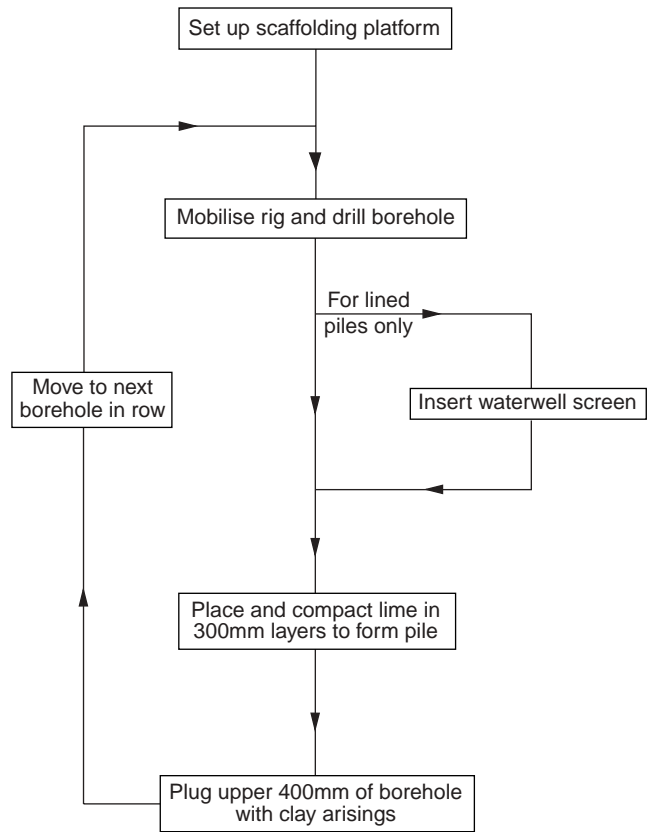 Set up scaffolding platform
Mobilise rig and drill borehole
For lined
piles only
Move to next
borehole in row
Insert waterwell screen
Place and compact lime in
300mm layers to form pile
Plug upper 400mm of borehole
with clay arisings